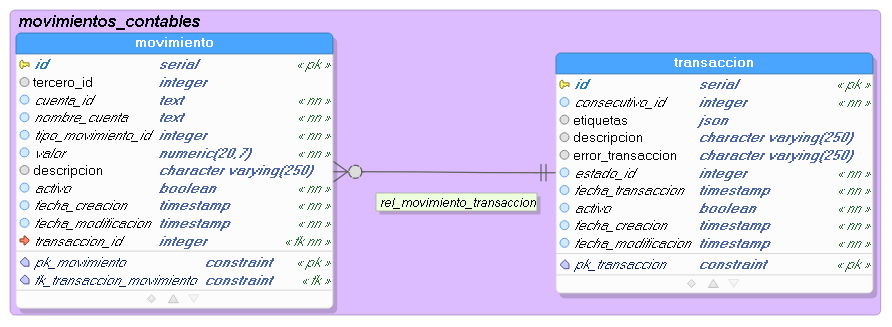 movimientos_contables
movimiento
id serial « pk »
tercero_id integer
cuenta_id text « nn »
nombre_cuenta text « nn »
tipo_movimiento_id integer « nn »
valor numeric(20,7) « nn »
descripcion character varying(250)
activo boolean « nn »
fecha_creacion timestamp « nn »
fecha_modificacion timestamp « nn »
transaccion_id integer « fk nn »
pk_movimiento constraint « pk »
fk_transaccion_movimiento constraint « fk »
rel_movimiento_transaccion
transaccion
id serial « pk »
consecutivo_id integer « nn »
etiquetas json
descripcion character varying(250)
error_transaccion character varying(250)
estado_id integer « nn »
fecha_transaccion timestamp « nn »
activo boolean « nn »
fecha_creacion timestamp « nn »
fecha_modificacion timestamp « nn »
pk_transaccion constraint « pk »